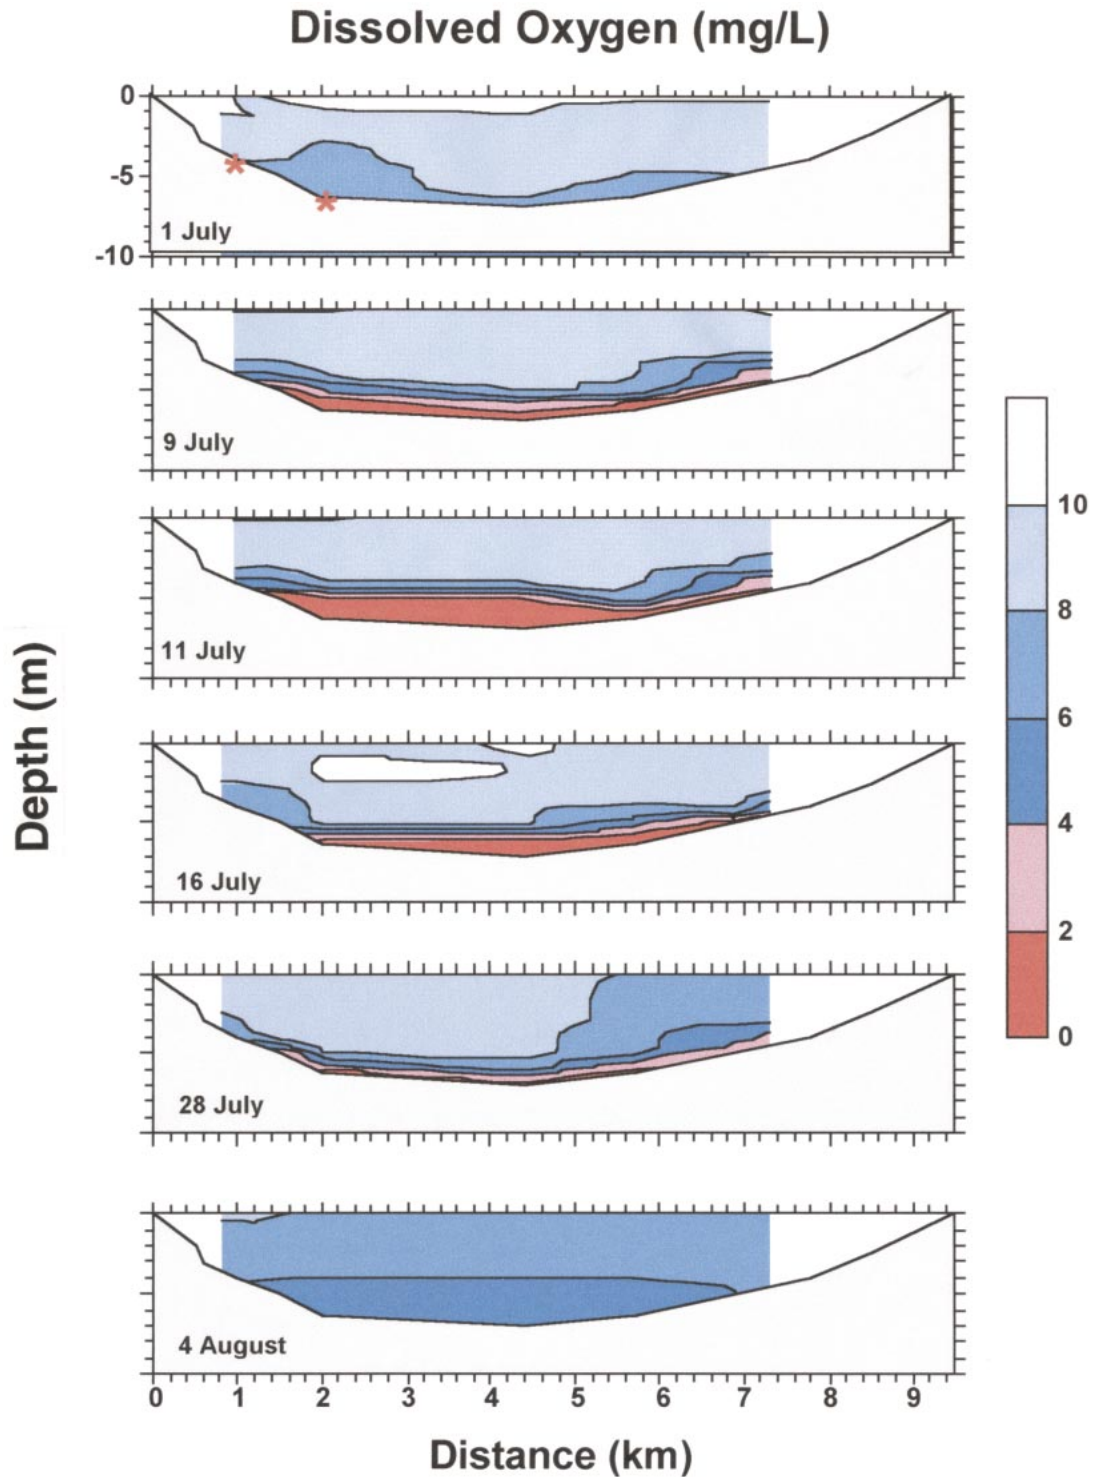 Dissolved Oxygen (mg/L)
0
-5
-10
1 July
9 July
11 July
16 July
28 July
4 August
10
8
6
4
2
0
Depth (m)
0 1 2 3 4 5 6 7 8 9
Distance (km)